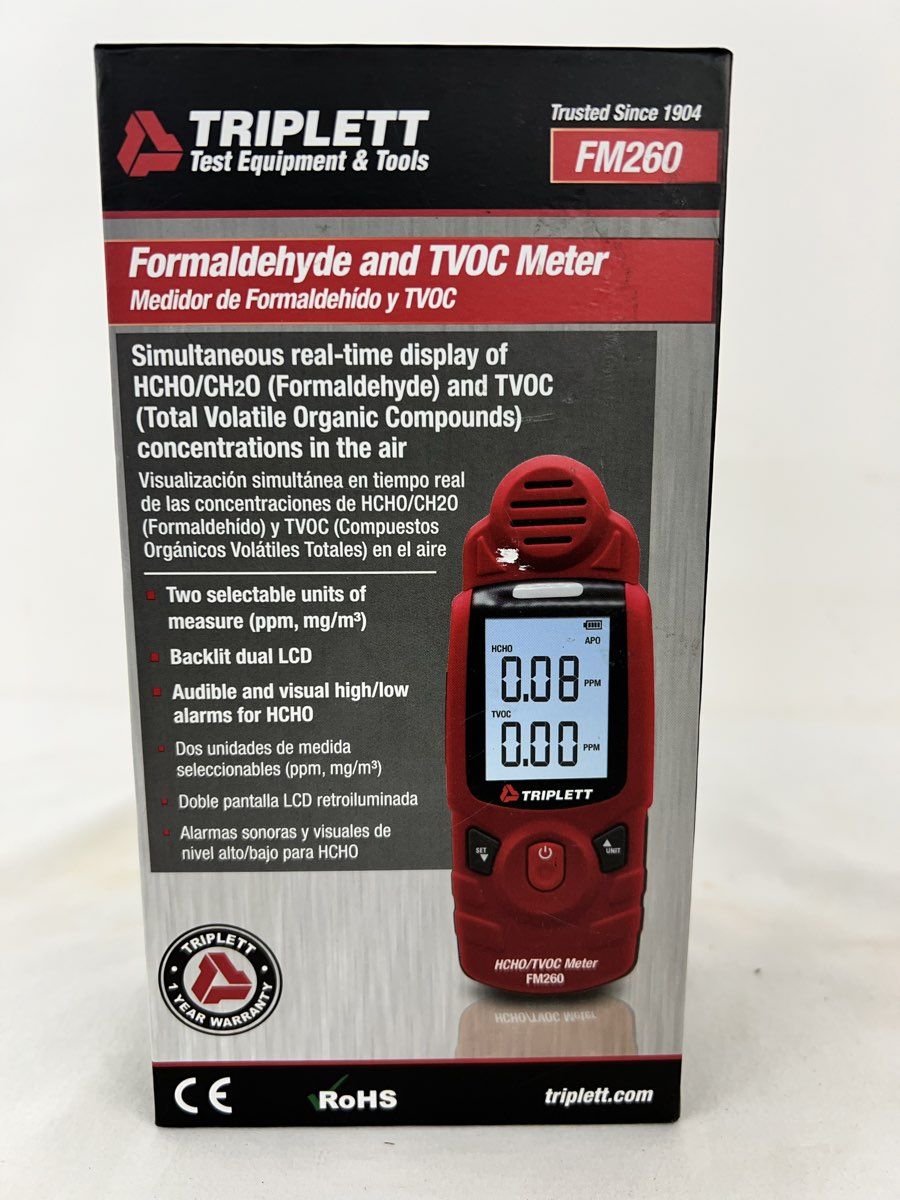 TRIPLETT
Test Equipment & Tools
Trusted Since 1904
FM260
Formaldehyde and TVOC Meter
Medidor de Formaldehído y TVOC
Simultaneous real-time display of
HCHO/CH2O (Formaldehyde) and TVOC
(Total Volatile Organic Compounds)
concentrations in the air
Visualización simultánea en tiempo real
de las concentraciones de HCHO/CH2O
(Formaldehído) y TVOC (Compuestos
Orgánicos Volátiles Totales) en el aire
Two selectable units of
measure (ppm, mg/m³)
Backlit dual LCD
Audible and visual high/low
alarms for HCHO
Dos unidades de medida
seleccionables (ppm, mg/m³)
Doble pantalla LCD retroiluminada
Alarmas sonoras y visuales de
nivel alto/bajo para HCHO
APO
HCHO
0.08 PPM
TVOC
0.00 PPM
TRIPLETT
SET
UNIT
HCHO/TVOC Meter
FM260
HCHO/TVOC Meter
TRIPLETT
1 YEAR WARRANTY
CE
RoHS
triplett.com